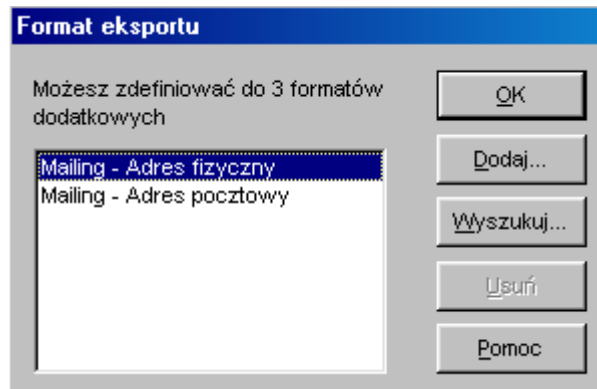 Format eksportu
Możesz zdefiniować do 3 formatów
dodatkowych
Mailing - Adres fizyczny
Mailing - Adres pocztowy
OK
Dodaj...
Wyszukuj...
Usuń
Pomoc